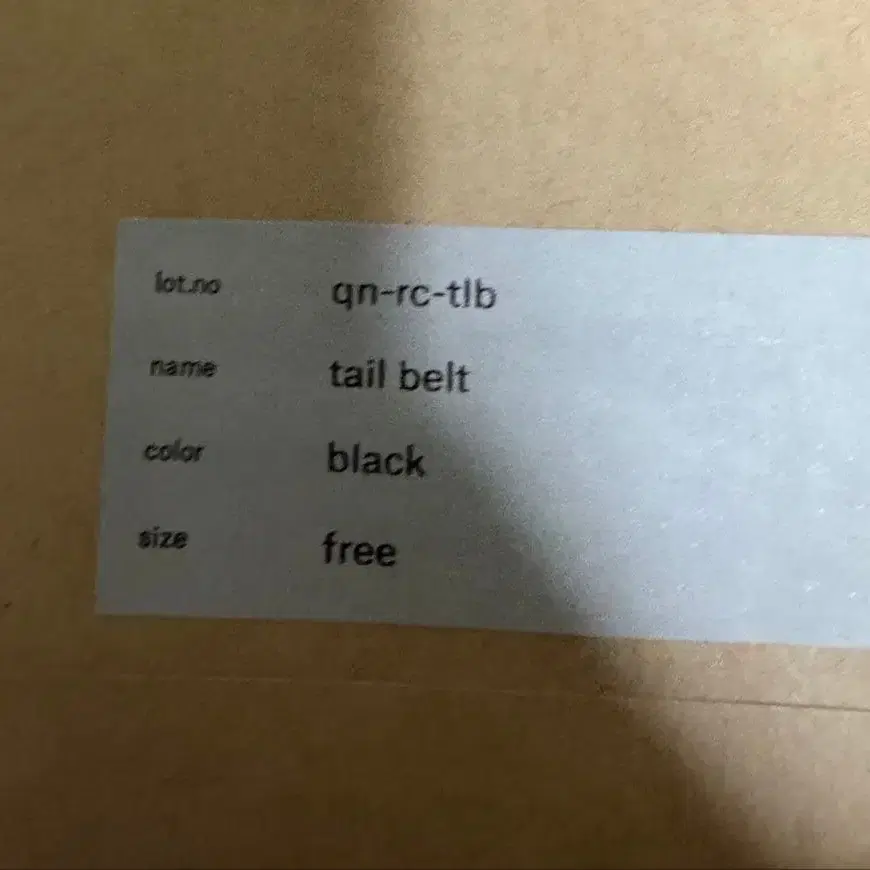 lot.no qn-rc-tlb
name tail belt
color black
size free